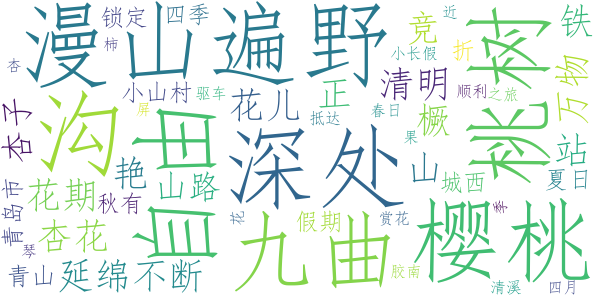 漫山遍野
树
沟
自由
深处
九曲
樱桃
桃
锁定
四季
竞
近
铁
柿
杏
小长假
折
小山村
驱车
清明
顺利之旅
万物
屏
花儿
正
春日
抵达
橛
杏子
艳
果
站
山路
山
城西
夏日
青岛市
花期
秋有
季
琴
杏花
花
假期
赏花
青山
延绵不断
胶南
清溪
四月